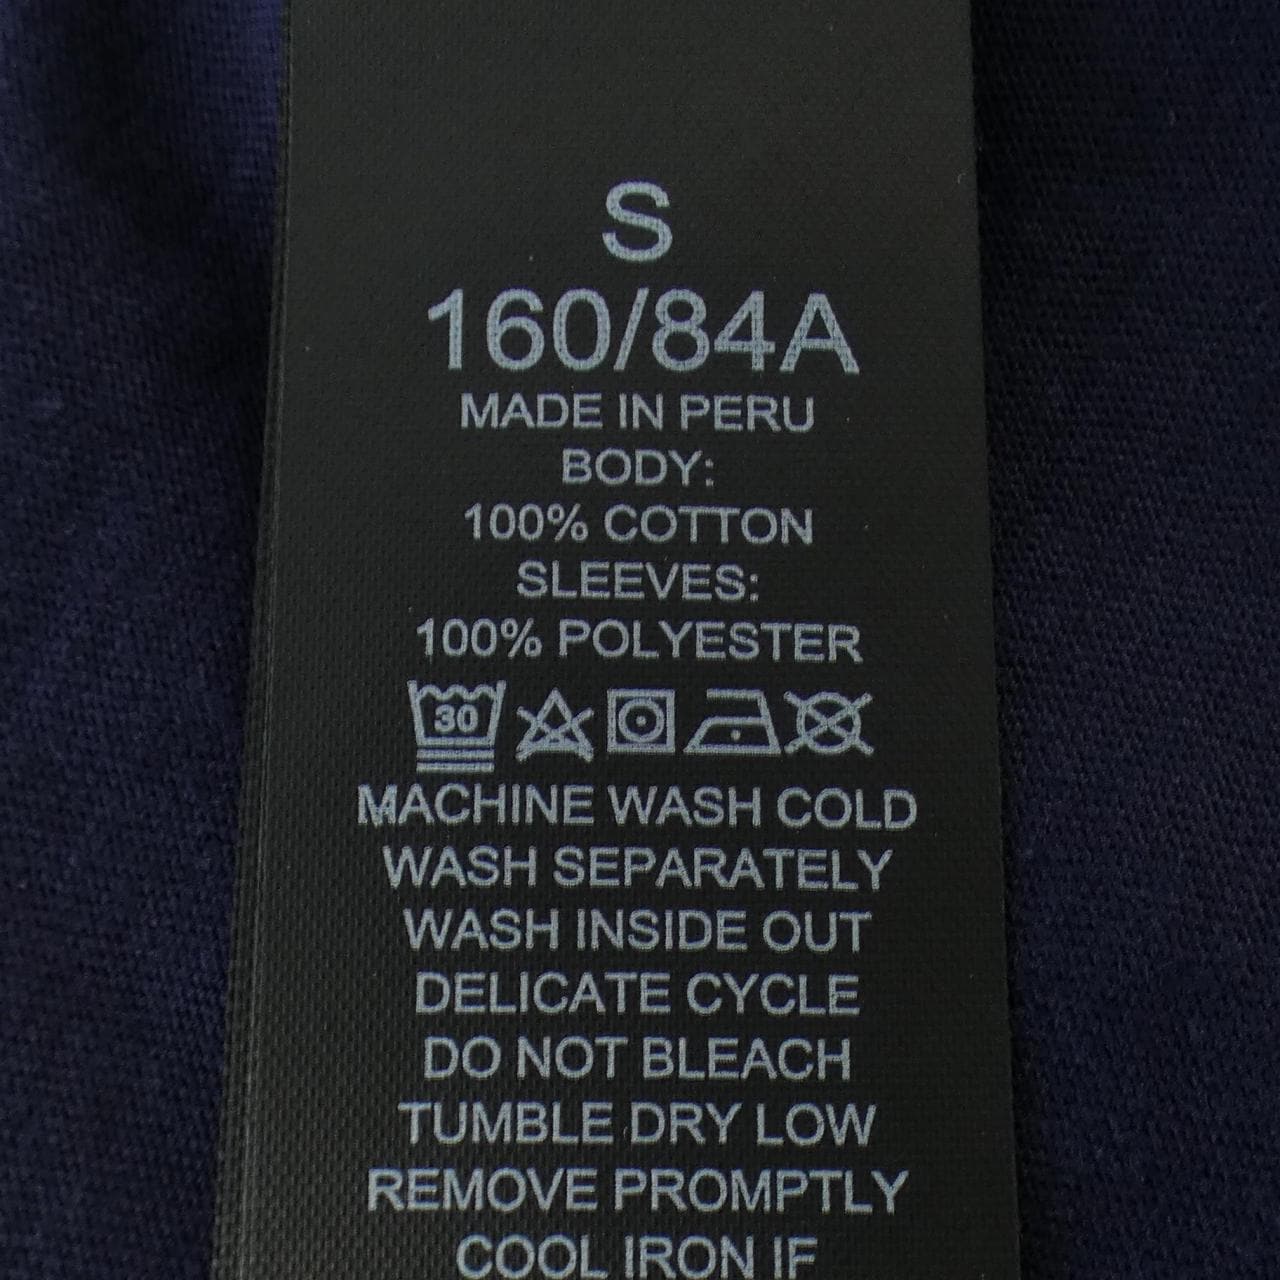 S
160/84A
MADE IN PERU
BODY:
100% COTTON
SLEEVES:
100% POLYESTER
30
MACHINE WASH COLD
WASH SEPARATELY
WASH INSIDE OUT
DELICATE CYCLE
DO NOT BLEACH
TUMBLE DRY LOW
REMOVE PROMPTLY
COOL IRON IF